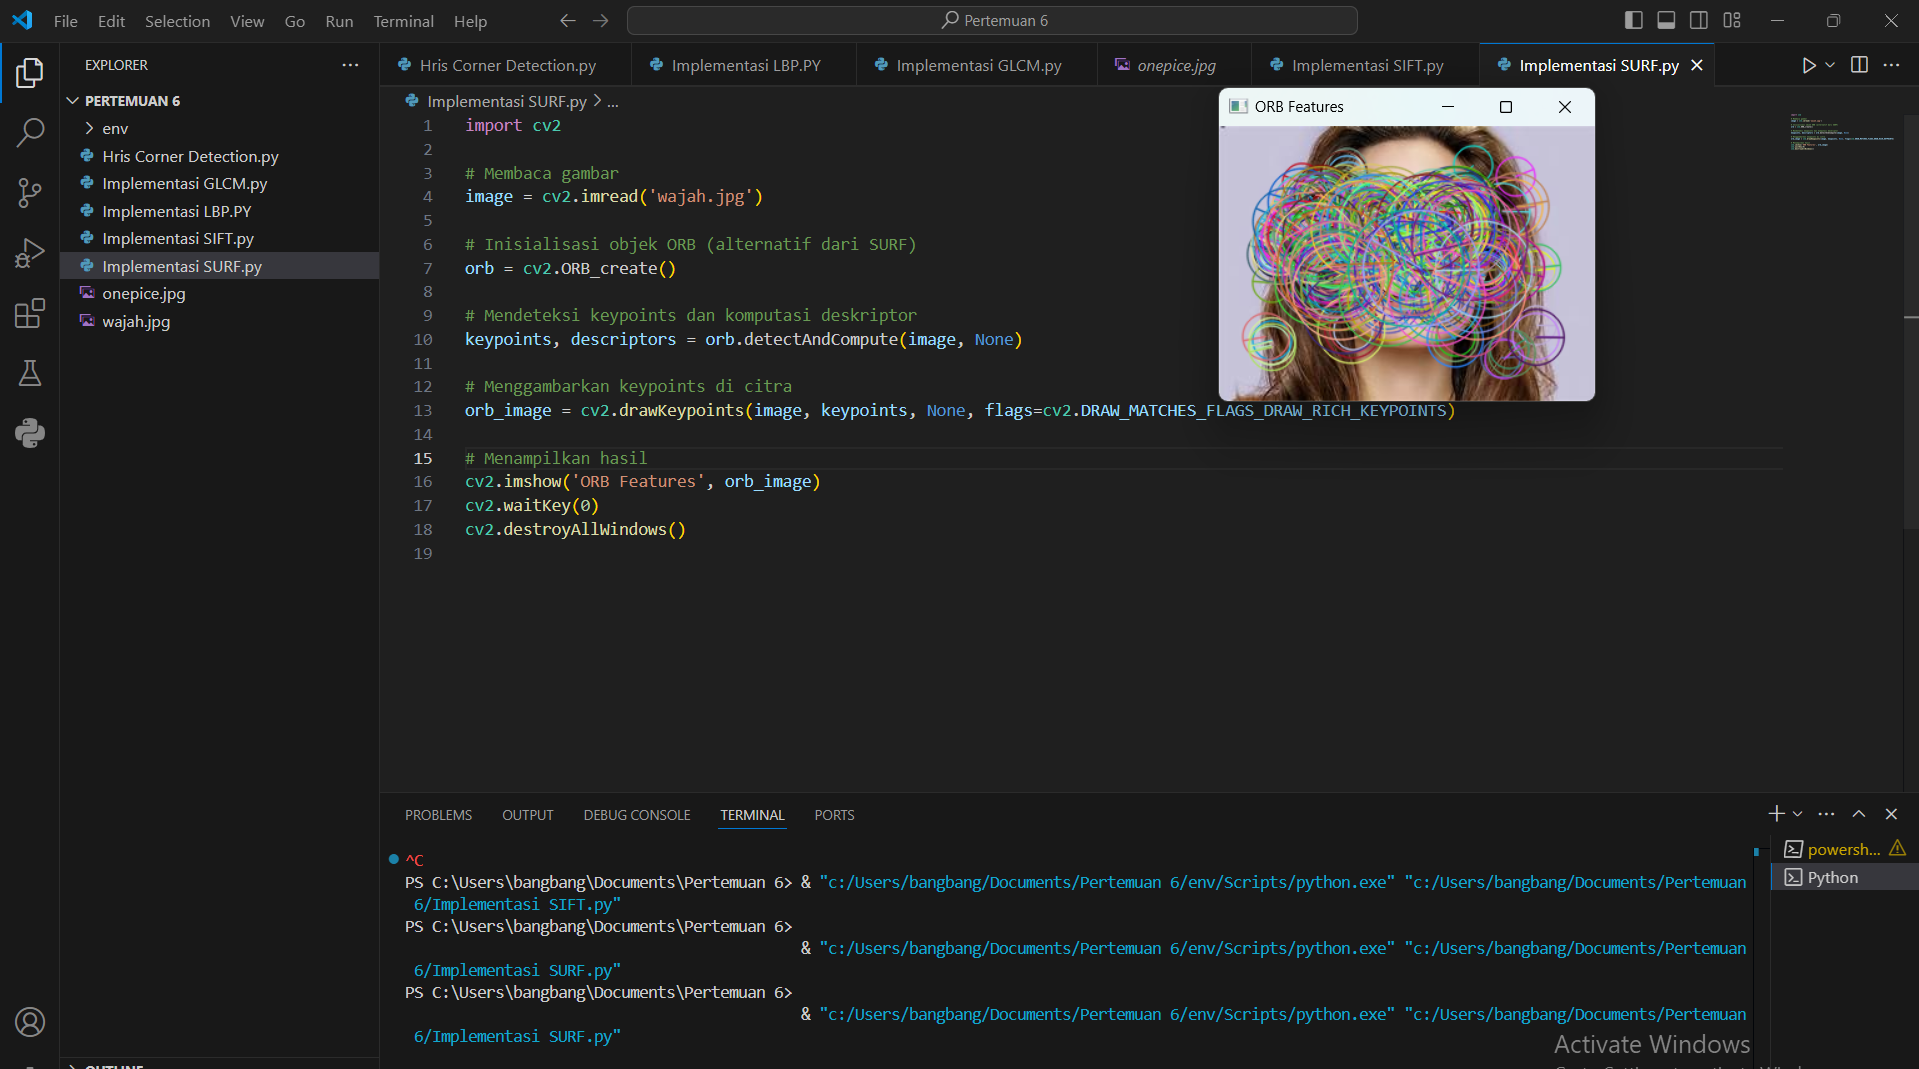 File Edit Selection View Go Run Terminal Help
Pertemuan 6
EXPLORER
PERTEMUAN 6
env
Hris Corner Detection.py
Implementasi GLCM.py
Implementasi LBP.PY
Implementasi SIFT.py
Implementasi SURF.py
onepice.jpg
wajah.jpg
Hris Corner Detection.py Implementasi LBP.PY Implementasi GLCM.py onepice.jpg Implementasi SIFT.py Implementasi SURF.py
Implementasi SURF.py > ...
1 import cv2
2
3 # Membaca gambar
4 image = cv2.imread('wajah.jpg')
5
6 # Inisialisasi objek ORB (alternatif dari SURF)
7 orb = cv2.ORB_create()
8
9 # Mendeteksi keypoints dan komputasi deskriptor
10 keypoints, descriptors = orb.detectAndCompute(image, None)
11
12 # Menggambarkan keypoints di citra
13 orb_image = cv2.drawKeypoints(image, keypoints, None, flags=cv2.DRAW_MATCHES_FLAGS_DRAW_RICH_KEYPOINTS)
14
15 # Menampilkan hasil
16 cv2.imshow('ORB Features', orb_image)
17 cv2.waitKey(0)
18 cv2.destroyAllWindows()
19
ORB Features
PROBLEMS OUTPUT DEBUG CONSOLE TERMINAL PORTS
^C
PS C:\Users\bangbang\Documents\Pertemuan 6> & "c:/Users/bangbang/Documents/Pertemuan 6/env/Scripts/python.exe" "c:/Users/bangbang/Documents/Pertemuan
6/Implementasi SIFT.py"
PS C:\Users\bangbang\Documents\Pertemuan 6>
& "c:/Users/bangbang/Documents/Pertemuan 6/env/Scripts/python.exe" "c:/Users/bangbang/Documents/Pertemuan
6/Implementasi SURF.py"
PS C:\Users\bangbang\Documents\Pertemuan 6>
& "c:/Users/bangbang/Documents/Pertemuan 6/env/Scripts/python.exe" "c:/Users/bangbang/Documents/Pertemuan
6/Implementasi SURF.py"
powersh...
Python
Activate Windows
OUTLINE